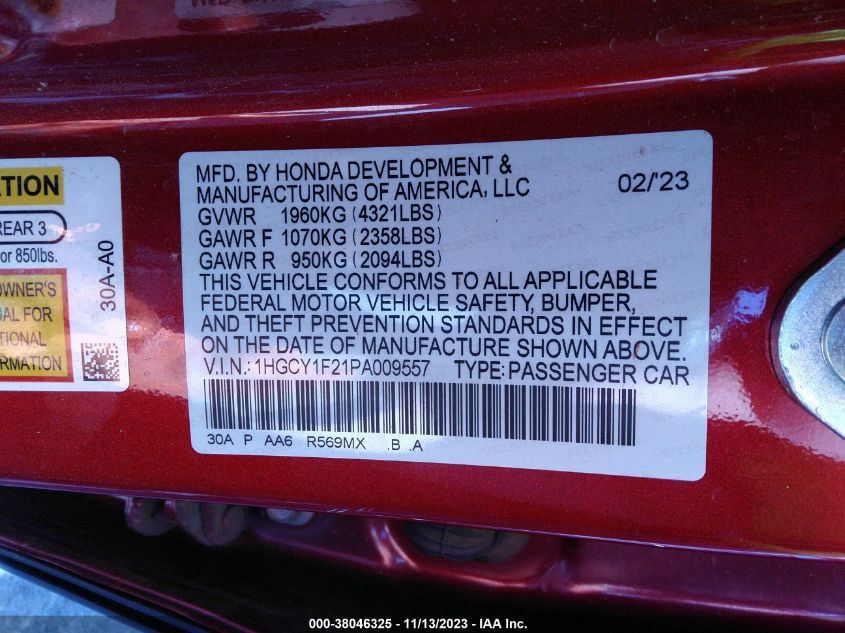 MFD. BY HONDA DEVELOPMENT &
MANUFACTURING OF AMERICA, LLC 02/'23
GVWR 1960KG (4321LBS)
GAWR F 1070KG (2358LBS)
GAWR R 950KG (2094LBS)
THIS VEHICLE CONFORMS TO ALL APPLICABLE
FEDERAL MOTOR VEHICLE SAFETY, BUMPER,
AND THEFT PREVENTION STANDARDS IN EFFECT
ON THE DATE OF MANUFACTURE SHOWN ABOVE.
V.I.N.: 1HGCY1F21PA009557 TYPE: PASSENGER CAR
30A P AA6 R569MX .B .A
ATION
REAR 3
or 850lbs.
OWNER'S
UAL FOR
TIONAL
RMATION
30A-A0
000-38046325 - 11/13/2023 - IAA Inc.